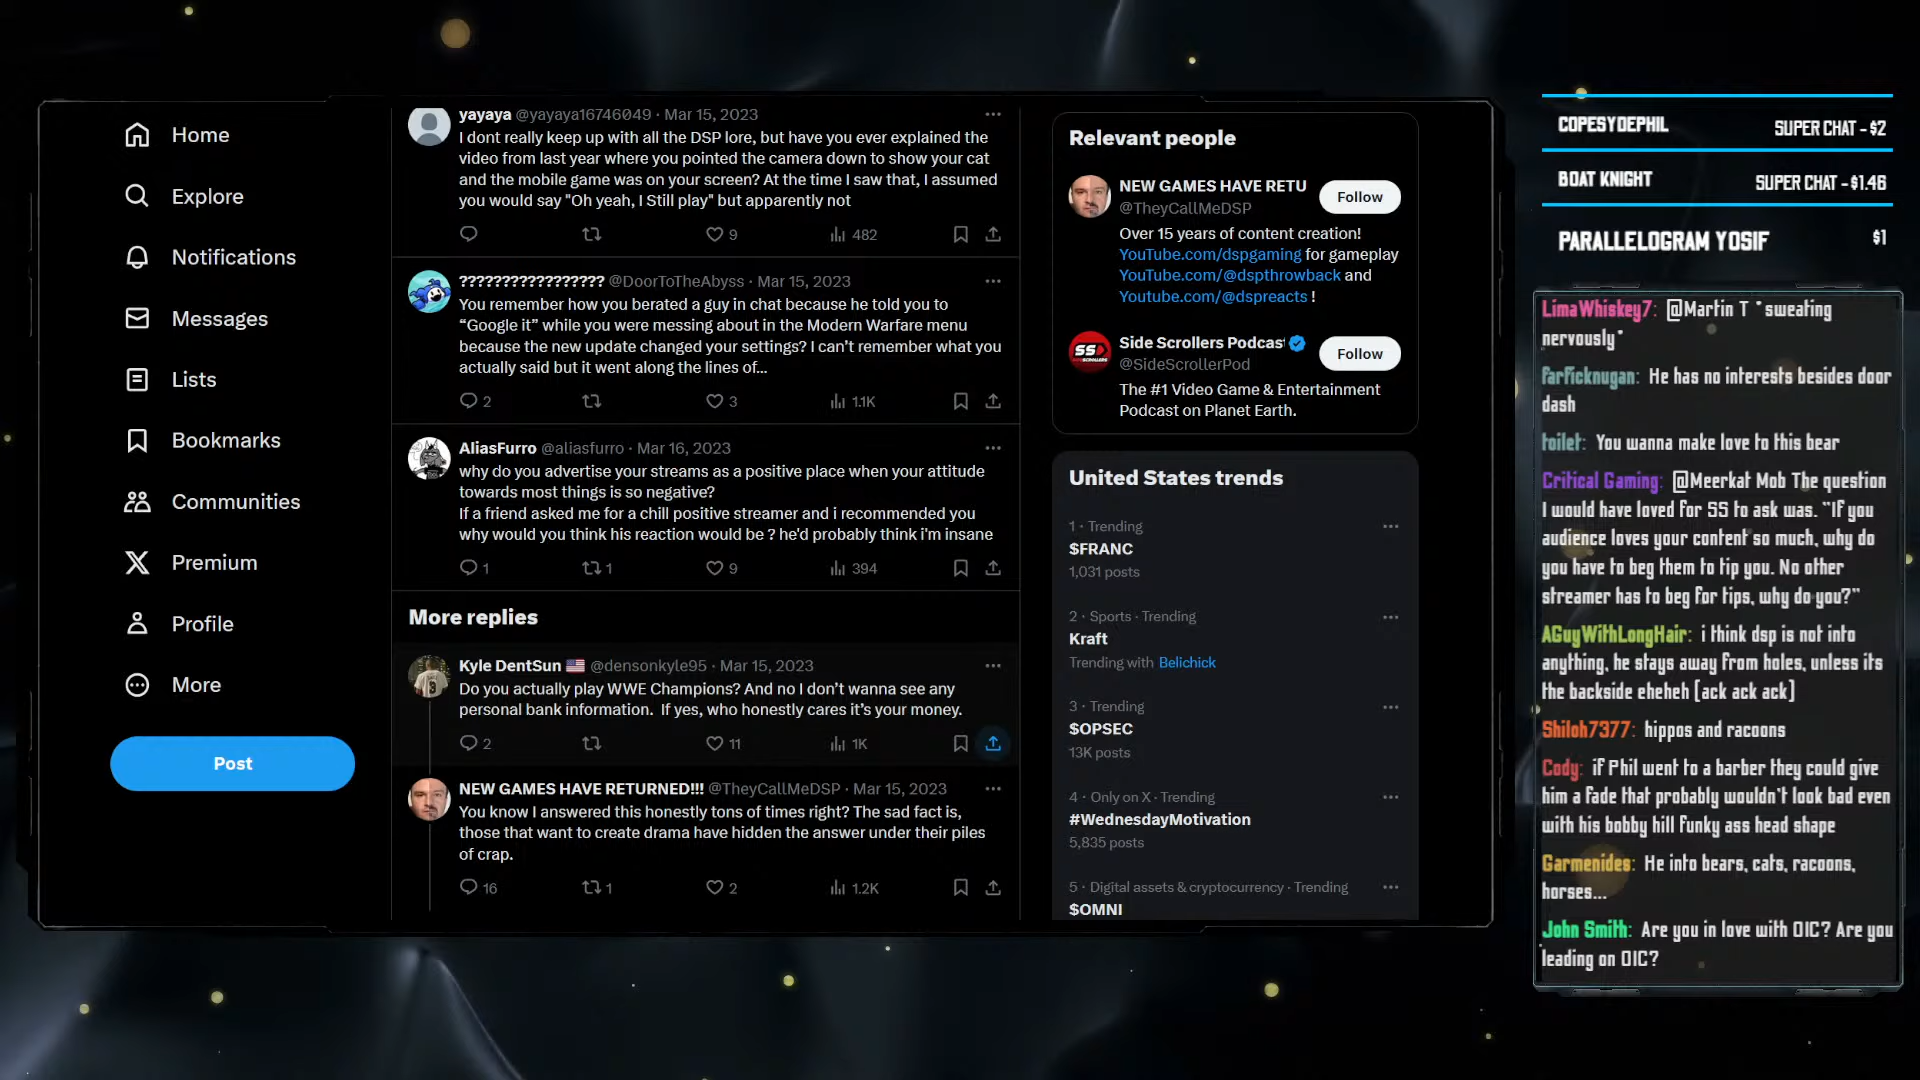 Home
Explore
Notifications
Messages
Lists
Bookmarks
Communities
Premium
Profile
More
Post
yayaya @yayaya16746049 · Mar 15, 2023
I dont really keep up with all the DSP lore, but have you ever explained the
video from last year where you pointed the camera down to show your cat
and the mobile game was on your screen? At the time I saw that, I assumed
you would say "Oh yeah, I Still play" but apparently not
9 482
????????????????? @DoorToTheAbyss · Mar 15, 2023
You remember how you berated a guy in chat because he told you to
“Google it” while you were messing about in the Modern Warfare menu
because the new update changed your settings? I can’t remember what you
actually said but it went along the lines of...
2 3 1.1K
AliasFurro @aliasfurro · Mar 16, 2023
why do you advertise your streams as a positive place when your attitude
towards most things is so negative?
If a friend asked me for a chill positive streamer and i recommended you
why would you think his reaction would be ? he'd probably think i'm insane
1 1 9 394
More replies
Kyle DentSun 🇺🇸 @densonkyle95 · Mar 15, 2023
Do you actually play WWE Champions? And no I don’t wanna see any
personal bank information. If yes, who honestly cares it’s your money.
2 11 1K
NEW GAMES HAVE RETURNED!!! @TheyCallMeDSP · Mar 15, 2023
You know I answered this honestly tons of times right? The sad fact is,
those that want to create drama have hidden the answer under their piles
of crap.
16 1 2 1.2K
Relevant people
NEW GAMES HAVE RETU
@TheyCallMeDSP
Follow
Over 15 years of content creation!
YouTube.com/dspgaming for gameplay
YouTube.com/@dspthrowback and
Youtube.com/@dspreacts !
SS
Side Scrollers Podcast
@SideScrollerPod
Follow
The #1 Video Game & Entertainment
Podcast on Planet Earth.
United States trends
1 · Trending
$FRANC
1,031 posts
2 · Sports · Trending
Kraft
Trending with Belichick
3 · Trending
$OPSEC
13K posts
4 · Only on X · Trending
#WednesdayMotivation
5,835 posts
5 · Digital assets & cryptocurrency · Trending
$OMNI
COPESYDEPHIL SUPER CHAT - $2
BOAT KNIGHT SUPER CHAT - $1.46
PARALLELOGRAM YOSIF $1
LimaWhiskey7: @Martin T *sweating
nervously*
farficknugan: He has no interests besides door
dash
toilet: You wanna make love to this bear
Critical Gaming: @Meerkat Mob The question
I would have loved for SS to ask was. "If you
audience loves your content so much, why do
you have to beg them to tip you. No other
streamer has to beg for tips, why do you?"
AGuyWithLongHair: i think dsp is not into
anything, he stays away from holes, unless its
the backside eheheh [ack ack ack]
Shiloh7377: hippos and racoons
Cody: if Phil went to a barber they could give
him a fade that probably wouldn't look bad even
with his bobby hill funky ass head shape
Garmenides: He into bears, cats, racoons,
horses...
John Smith: Are you in love with OIC? Are you
leading on OIC?